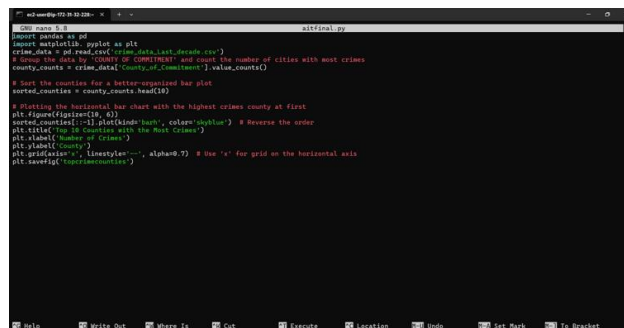 ec2-user@ip-172-31-32-228:~
GNU nano 5.8 aitfinal.py
import pandas as pd
import matplotlib. pyplot as plt
crime_data = pd.read_csv('crime_data_Last_decade.csv')
# Group the data by 'COUNTY OF COMMITMENT' and count the number of cities with most crimes
county_counts = crime_data['County_of_Commitment'].value_counts()
# Sort the counties for a better-organized bar plot
sorted_counties = county_counts.head(10)
# Plotting the horizontal bar chart with the highest crimes county at first
plt.figure(figsize=(10, 6))
sorted_counties[::-1].plot(kind='barh', color='skyblue') # Reverse the order
plt.title('Top 10 Counties with the Most Crimes')
plt.xlabel('Number of Crimes')
plt.ylabel('County')
plt.grid(axis='x', linestyle='--', alpha=0.7) # Use 'x' for grid on the horizontal axis
plt.savefig('topcrimecounties')
^G Help ^O Write Out ^W Where Is ^K Cut ^T Execute ^C Location M-U Undo M-A Set Mark M-] To Bracket